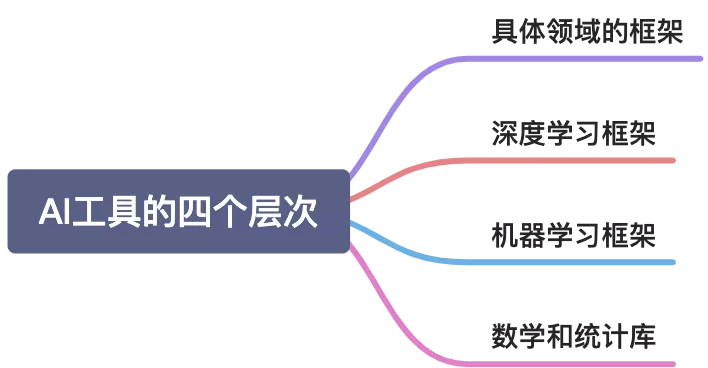 具体领域的框架
深度学习框架
AI工具的四个层次
机器学习框架
数学和统计库